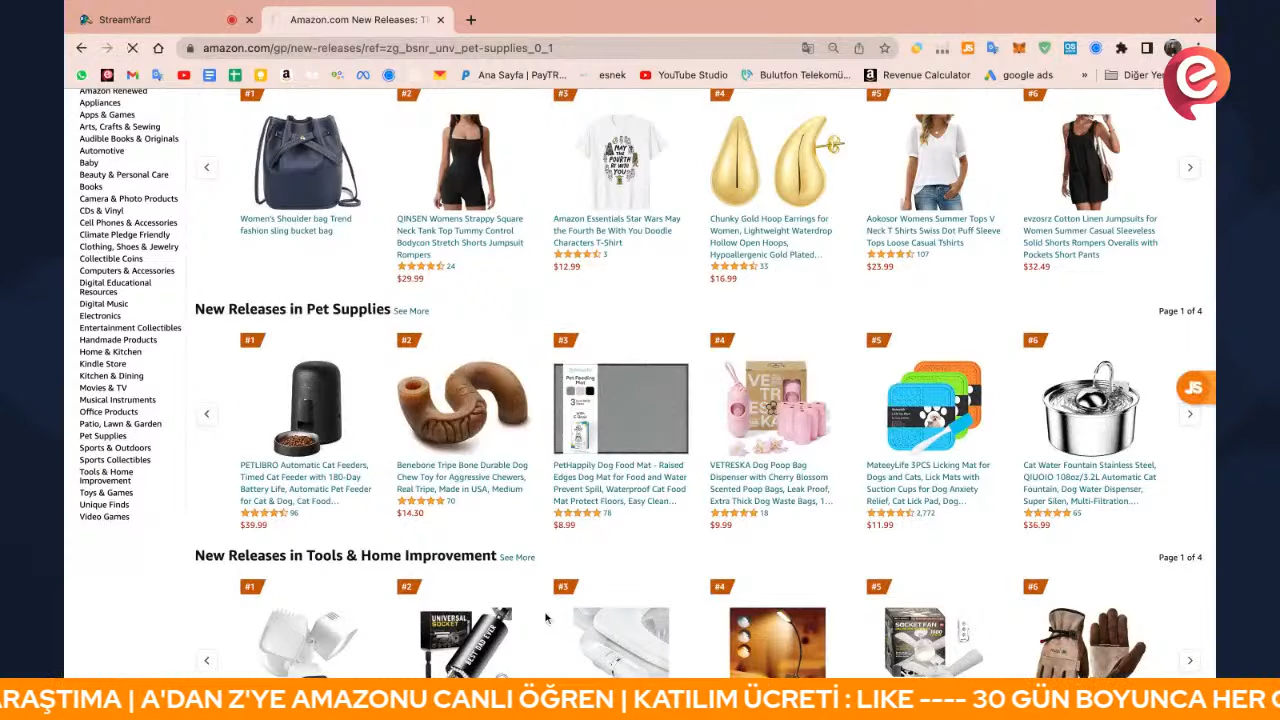 StreamYard
Amazon.com New Releases: T
amazon.com/gp/new-releases/ref=zg_bsnr_unv_pet-supplies_0_1
Ana Sayfa | PayTR...
esnek
YouTube Studio
Bulutfon Telekomü...
Revenue Calculator
google ads
»
Diğer Yer
Amazon Renewed
Appliances
Apps & Games
Arts, Crafts & Sewing
Audible Books & Originals
Automotive
Baby
Beauty & Personal Care
Books
Camera & Photo Products
CDs & Vinyl
Cell Phones & Accessories
Climate Pledge Friendly
Clothing, Shoes & Jewelry
Collectible Coins
Computers & Accessories
Digital Educational
Resources
Digital Music
Electronics
Entertainment Collectibles
Handmade Products
Home & Kitchen
Kindle Store
Kitchen & Dining
Movies & TV
Musical Instruments
Office Products
Patio, Lawn & Garden
Pet Supplies
Sports & Outdoors
Sports Collectibles
Tools & Home
Improvement
Toys & Games
Unique Finds
Video Games
#1
Women's Shoulder bag Trend
fashion sling bucket bag
#2
QINSEN Womens Strappy Square
Neck Tank Top Tummy Control
Bodycon Stretch Shorts Jumpsuit
Rompers
24
$29.99
#3
MAY
THE
FOURTH
BE WITH
YOU
Amazon Essentials Star Wars May
the Fourth Be With You Doodle
Characters T-Shirt
3
$12.99
#4
Chunky Gold Hoop Earrings for
Women, Lightweight Waterdrop
Hollow Open Hoops,
Hypoallergenic Gold Plated...
33
$16.99
#5
Aokosor Womens Summer Tops V
Neck T Shirts Swiss Dot Puff Sleeve
Tops Loose Casual Tshirts
107
$23.99
#6
evzosrz Cotton Linen Jumpsuits for
Women Summer Casual Sleeveless
Solid Shorts Rompers Overalls with
Pockets Short Pants
$32.49
New Releases in Pet Supplies See More
Page 1 of 4
#1
PETLIBRO Automatic Cat Feeders,
Timed Cat Feeder with 180-Day
Battery Life, Automatic Pet Feeder
for Cat & Dog, Cat Food...
96
$39.99
#2
Benebone Tripe Bone Durable Dog
Chew Toy for Aggressive Chewers,
Real Tripe, Made in USA, Medium
70
$14.30
#3
Pet Feeding
Mat
3
PetHappily Dog Food Mat - Raised
Edges Dog Mat for Food and Water
Prevent Spill, Waterproof Cat Food
Mat Protect Floors, Easy Clean...
78
$8.99
#4
VETRESKA Dog Poop Bag
Dispenser with Cherry Blossom
Scented Poop Bags, Leak Proof,
Extra Thick Dog Waste Bags, 1...
18
$9.99
#5
MateeyLife 3PCS Licking Mat for
Dogs and Cats, Lick Mats with
Suction Cups for Dog Anxiety
Relief, Cat Lick Pad, Dog...
2,772
$11.99
#6
Cat Water Fountain Stainless Steel,
QIUOIO 108oz/3.2L Automatic Cat
Fountain, Dog Water Dispenser,
Super Silen, Multi-Filtration....
65
$36.99
JS
New Releases in Tools & Home Improvement See More
Page 1 of 4
#1
#2
UNIVERSAL
SOCKET
BEST DAD EVER
#3
#4
#5
SOCKET FAN
#6
ARAŞTIMA | A'DAN Z'YE AMAZONU CANLI ÖĞREN | KATILIM ÜCRETİ : LIKE ---- 30 GÜN BOYUNCA HER G